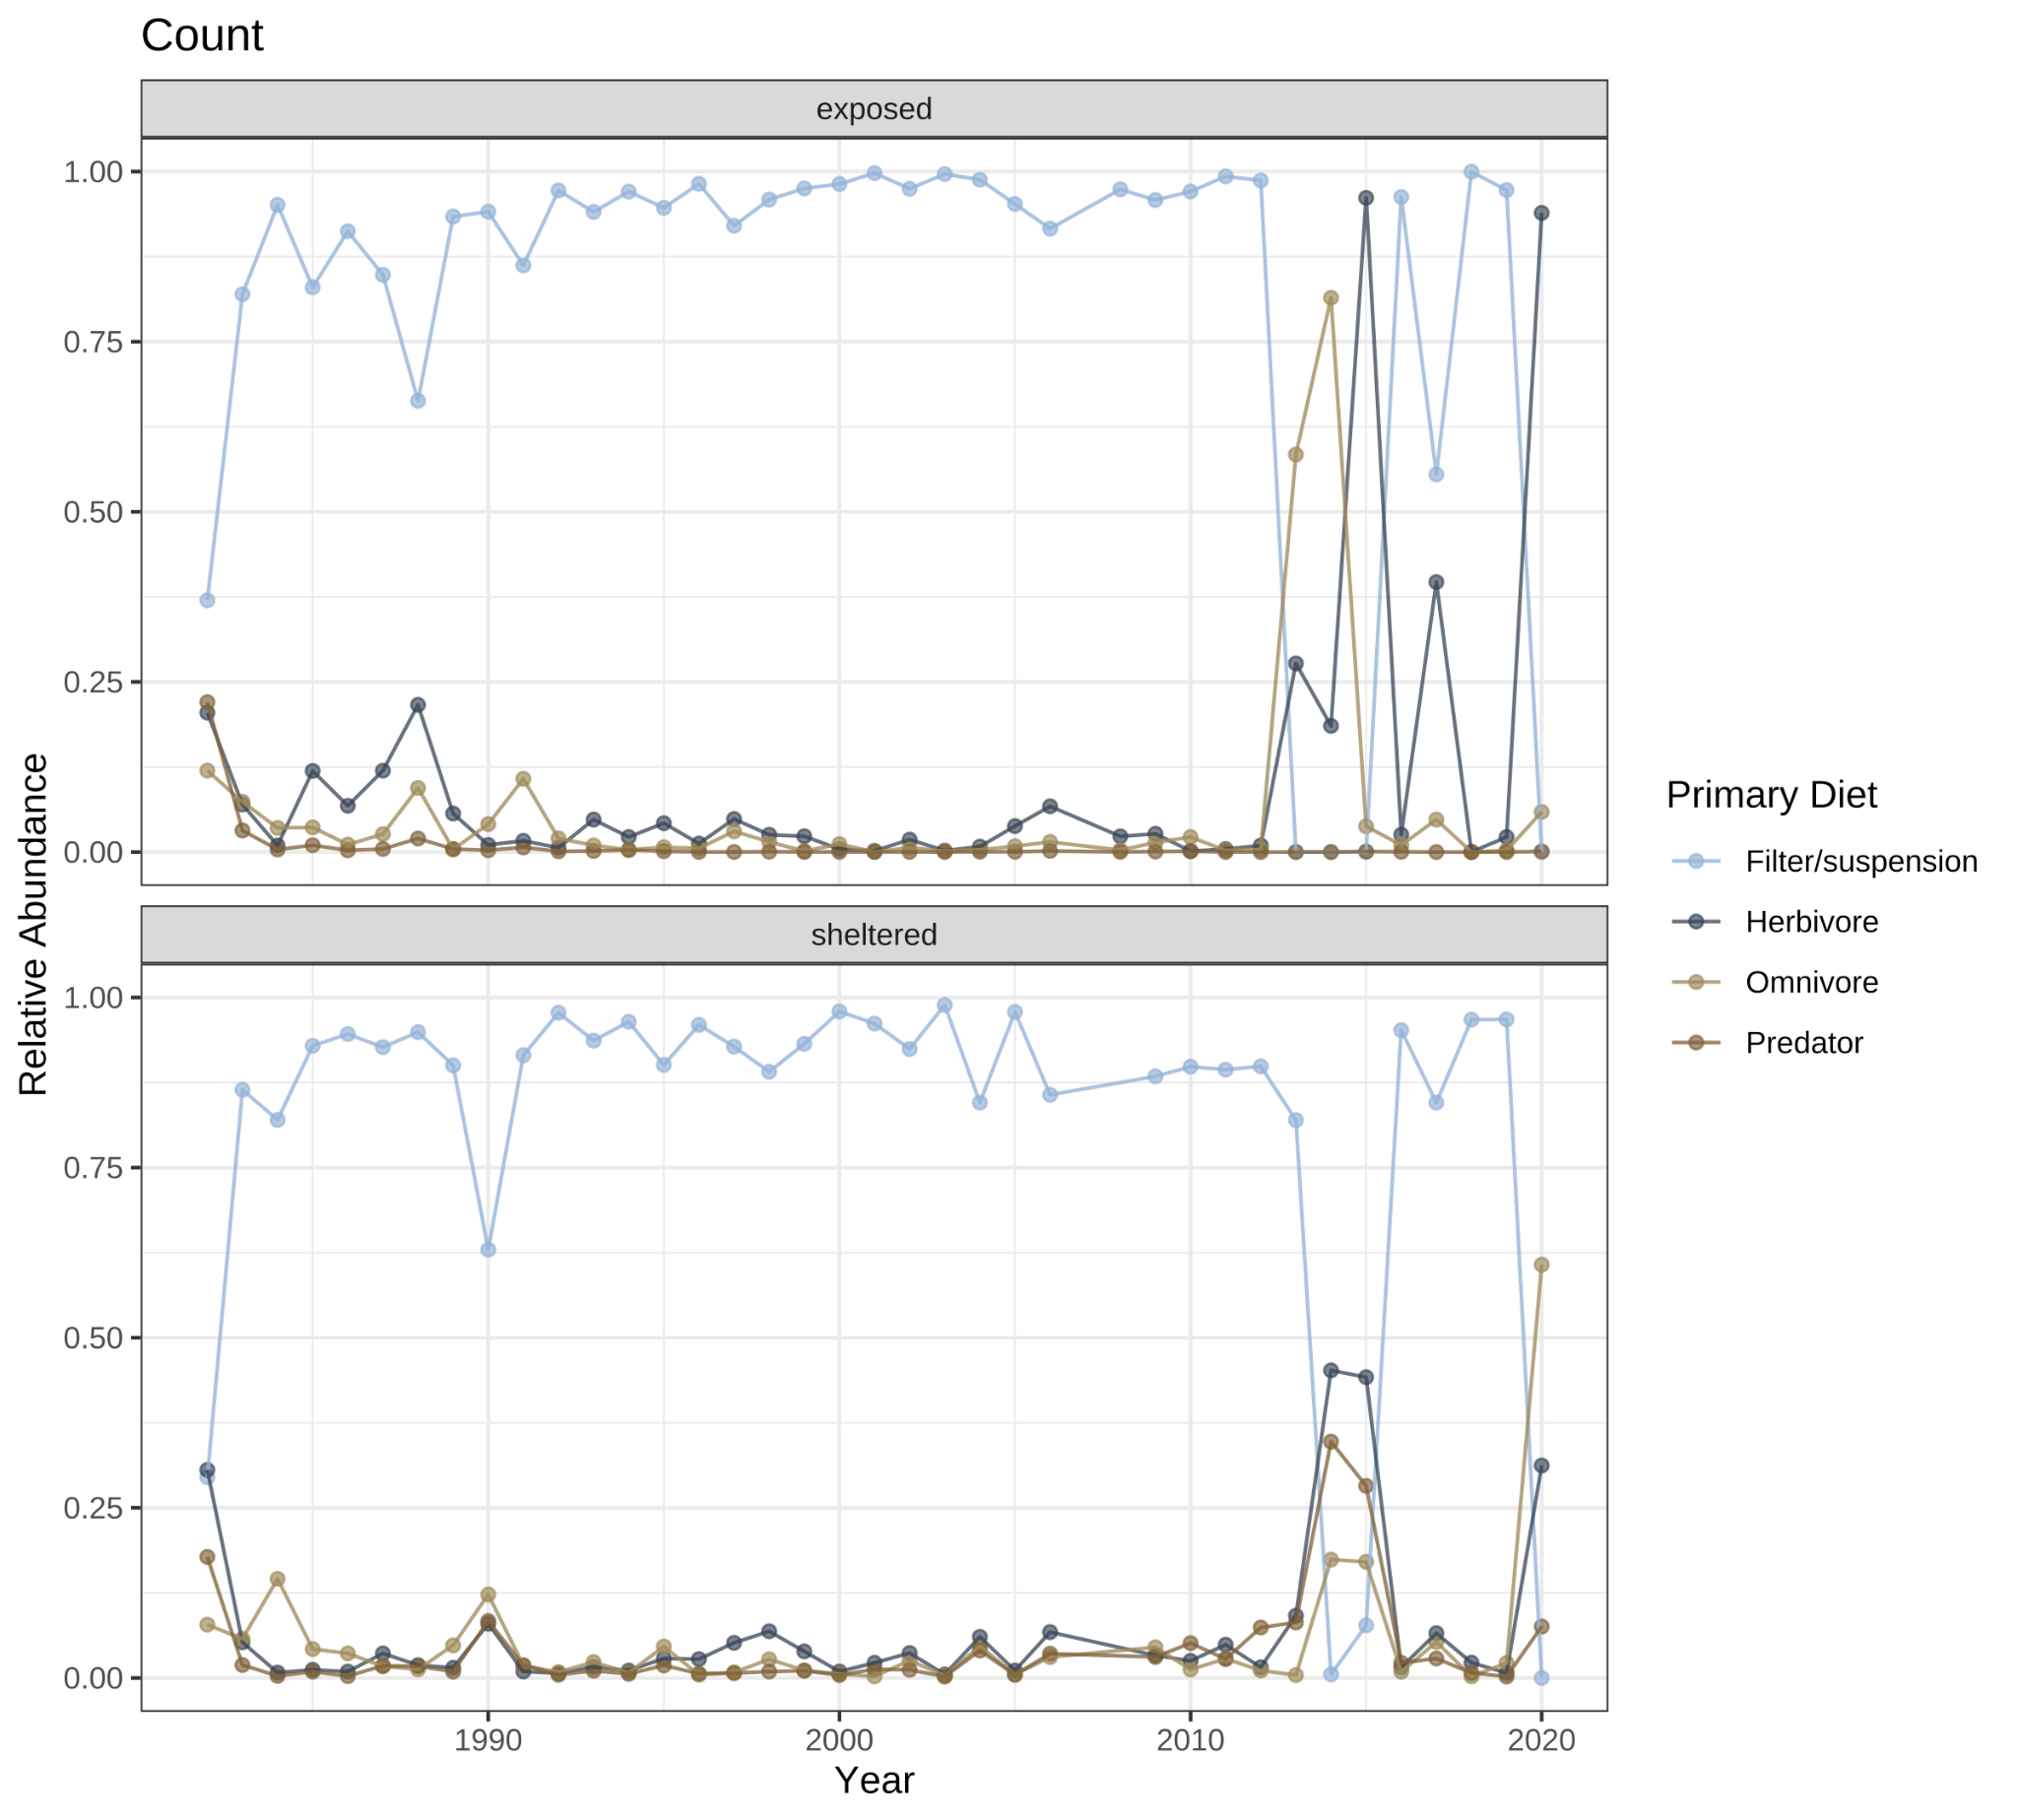 Count
exposed
1.00
0.75
0.50
0.25
0.00
sheltered
1.00
0.75
0.50
0.25
0.00
1990 2000 2010 2020
Year
Relative Abundance
Primary Diet
Filter/suspension
Herbivore
Omnivore
Predator